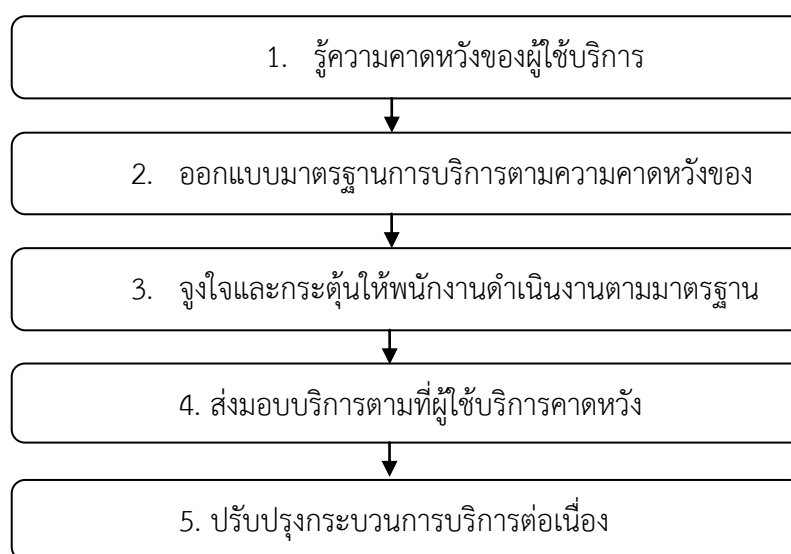 1. รู้ความคาดหวังของผู้ใช้บริการ
2. ออกแบบมาตรฐานการบริการตามความคาดหวังของ
3. จูงใจและกระตุ้นให้พนักงานดำเนินงานตามมาตรฐาน
4. ส่งมอบบริการตามที่ผู้ใช้บริการคาดหวัง
5. ปรับปรุงกระบวนการบริการต่อเนื่อง